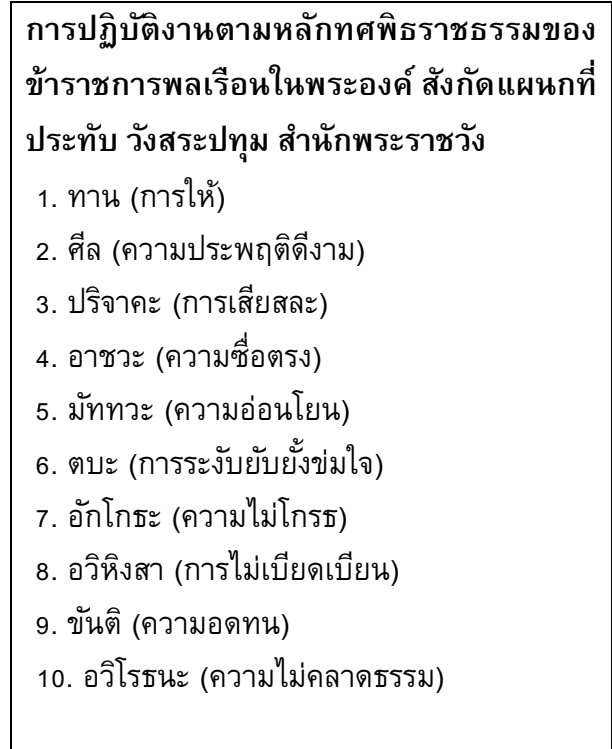 การปฏิบัติงานตามหลักทศพิธราชธรรมของ
ข้าราชการพลเรือนในพระองค์ สังกัดแผนกที่
ประทับ วังสระปทุม สำนักพระราชวัง
1. ทาน (การให้)
2. ศีล (ความประพฤติดีงาม)
3. ปริจาคะ (การเสียสละ)
4. อาชวะ (ความซื่อตรง)
5. มัททวะ (ความอ่อนโยน)
6. ตบะ (การระงับยับยั้งข่มใจ)
7. อักโกธะ (ความไม่โกรธ)
8. อวิหิงสา (การไม่เบียดเบียน)
9. ขันติ (ความอดทน)
10. อวิโรธนะ (ความไม่คลาดธรรม)